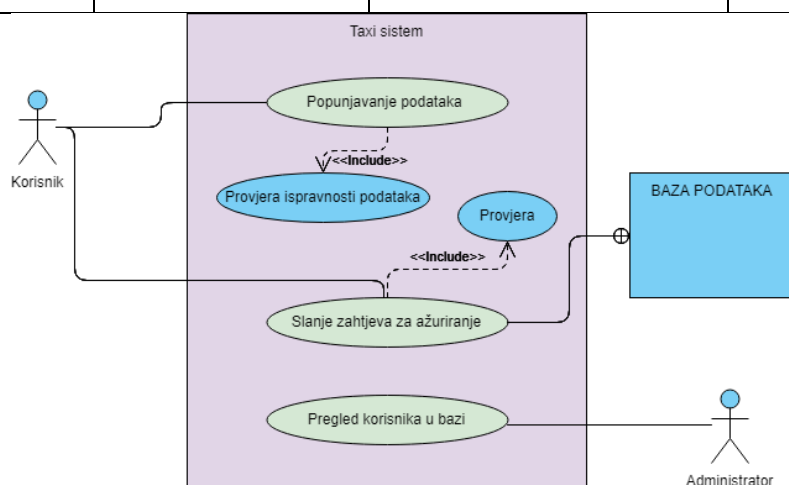 Taxi sistem
Popunjavanje podataka
<<Include>>
Korisnik
Provjera ispravnosti podataka
BAZA PODATAKA
Provjera
<<Include>>
Slanje zahtjeva za ažuriranje
Pregled korisnika u bazi
Administrator